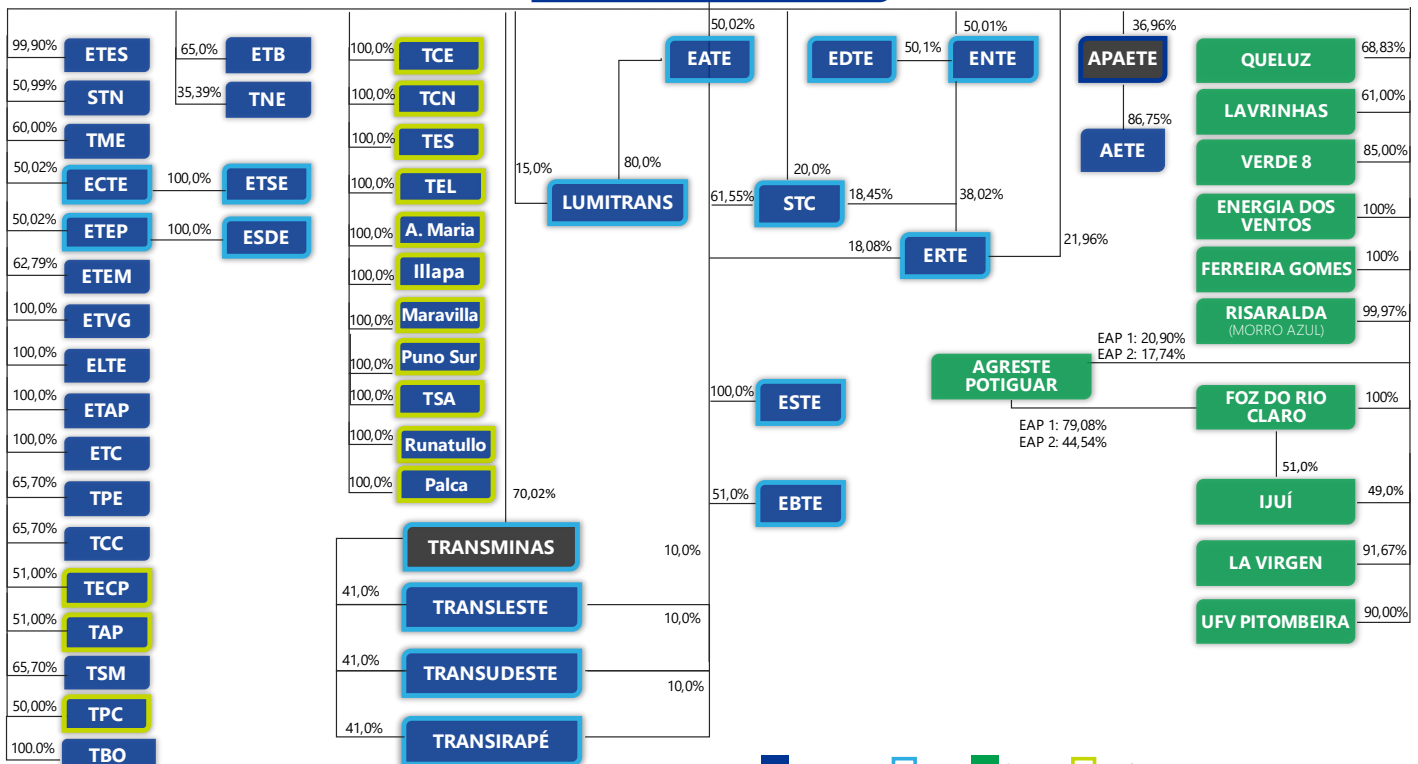 99,90%
ETES
50,99%
STN
60,00%
TME
50,02%
ECTE
100,0%
ETSE
50,02%
ETEP
100,0%
ESDE
62,79%
ETEM
100,0%
ETVG
100,0%
ELTE
100,0%
ETAP
100,0%
ETC
65,70%
TPE
65,70%
TCC
51,00%
TECP
51,00%
TAP
65,70%
TSM
50,00%
TPC
100.0%
TBO
65,0%
ETB
35,39%
TNE
100,0%
TCE
100,0%
TCN
100,0%
TES
100,0%
TEL
100,0%
A. Maria
100,0%
Illapa
100,0%
Maravilla
100,0%
Puno Sur
100,0%
TSA
100,0%
Runatullo
100,0%
Palca
70,02%
TRANSMINAS
41,0%
TRANSLESTE
10,0%
41,0%
TRANSUDESTE
10,0%
41,0%
TRANSIRAPÉ
10,0%
50,02%
EATE
15,0%
80,0%
LUMITRANS
EDTE
50,1%
50,01%
ENTE
61,55%
20,0%
STC
18,45%
38,02%
18,08%
ERTE
21,96%
100,0%
ESTE
51,0%
EBTE
36,96%
APAETE
86,75%
AETE
QUELUZ
68,83%
LAVRINHAS
61,00%
VERDE 8
85,00%
ENERGIA DOS
VENTOS
100%
FERREIRA GOMES
100%
RISARALDA
(MORRO AZUL)
99,97%
EAP 1: 20,90%
EAP 2: 17,74%
AGRESTE
POTIGUAR
EAP 1: 79,08%
EAP 2: 44,54%
FOZ DO RIO
CLARO
100%
51,0%
IJUÍ
49,0%
LA VIRGEN
91,67%
UFV PITOMBEIRA
90,00%